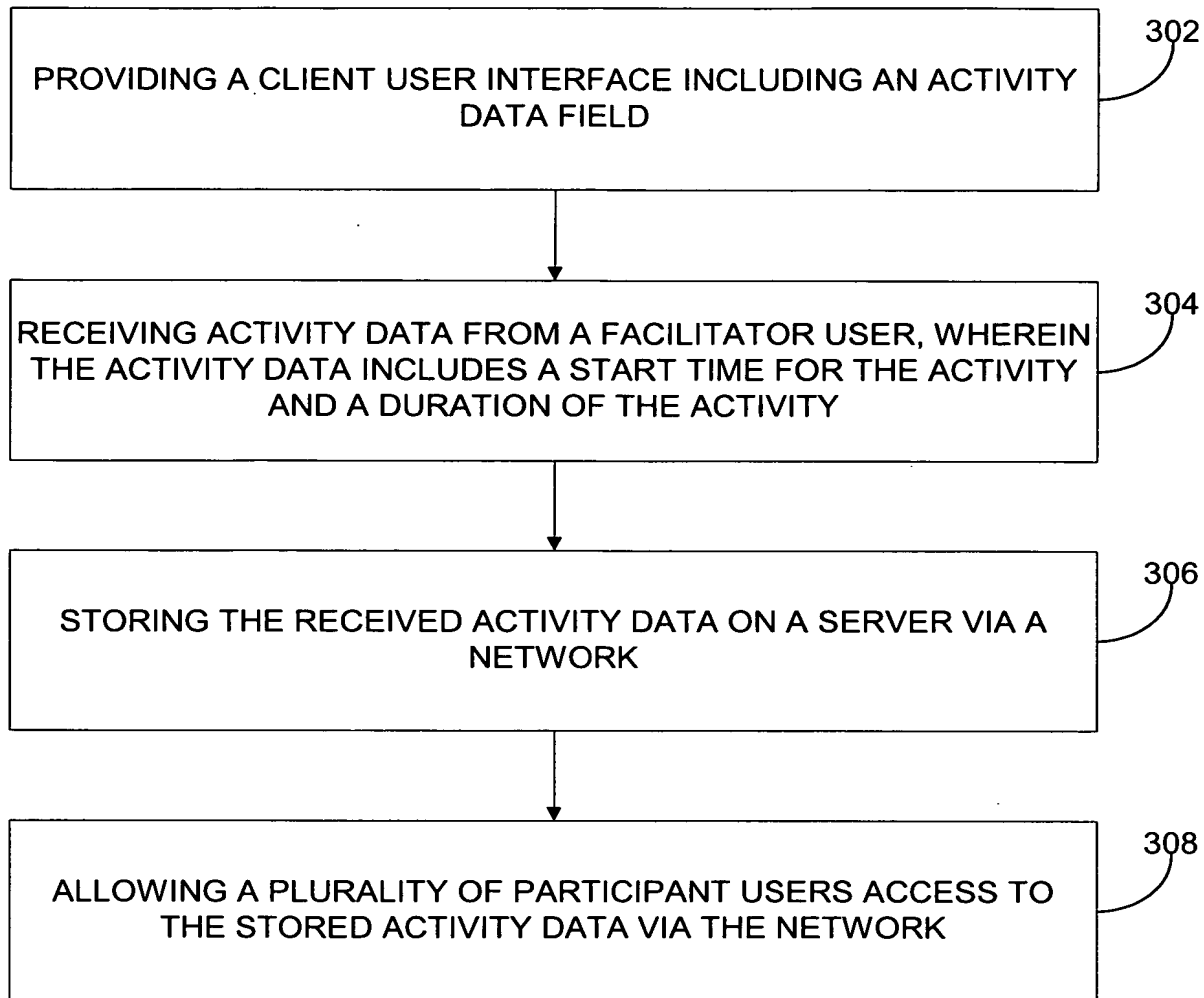 302
PROVIDING A CLIENT USER INTERFACE INCLUDING AN ACTIVITY
DATA FIELD
304
RECEIVING ACTIVITY DATA FROM A FACILITATOR USER, WHEREIN
THE ACTIVITY DATA INCLUDES A START TIME FOR THE ACTIVITY
AND A DURATION OF THE ACTIVITY
306
STORING THE RECEIVED ACTIVITY DATA ON A SERVER VIA A
NETWORK
308
ALLOWING A PLURALITY OF PARTICIPANT USERS ACCESS TO
THE STORED ACTIVITY DATA VIA THE NETWORK